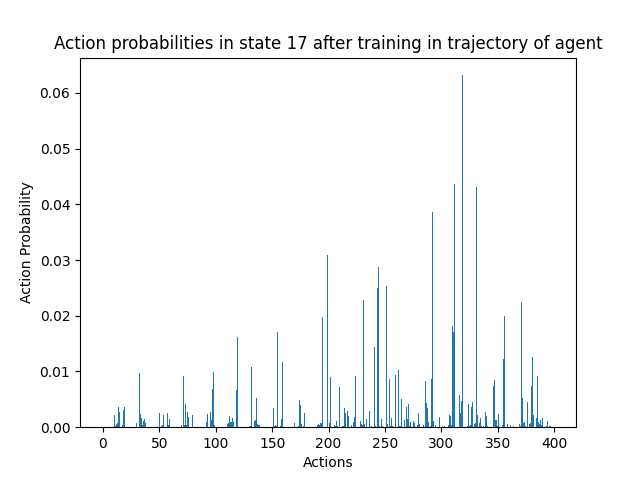 Action probabilities in state 17 after training in trajectory of agent
0.06
0.05
0.04
0.03
0.02
0.01
0.00
Action Probability
0 50 100 150 200 250 300 350 400
Actions